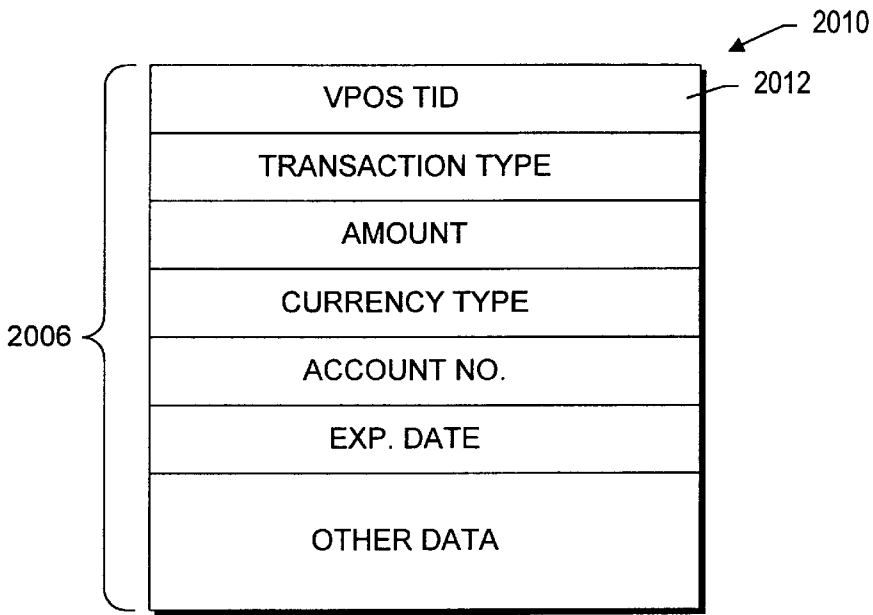 2010
VPOS TID
2012
TRANSACTION TYPE
AMOUNT
CURRENCY TYPE
2006
ACCOUNT NO.
EXP. DATE
OTHER DATA